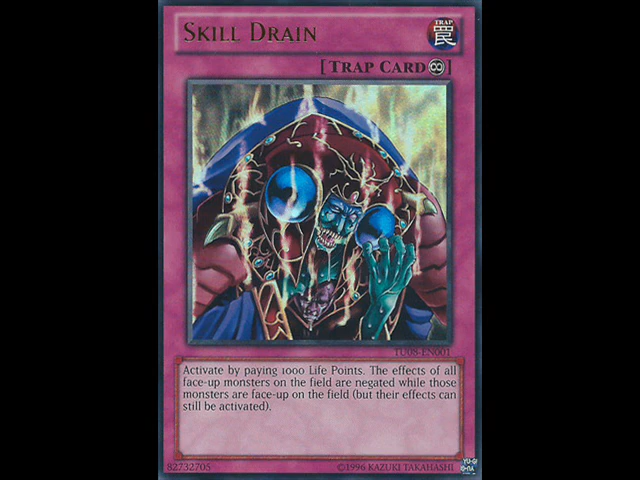 SKILL DRAIN
TRAP
罠
[TRAP CARD]
TU08-EN001
Activate by paying 1000 Life Points. The effects of all
face-up monsters on the field are negated while those
monsters are face-up on the field (but their effects can
still be activated).
82732705
©1996 KAZUKI TAKAHASHI